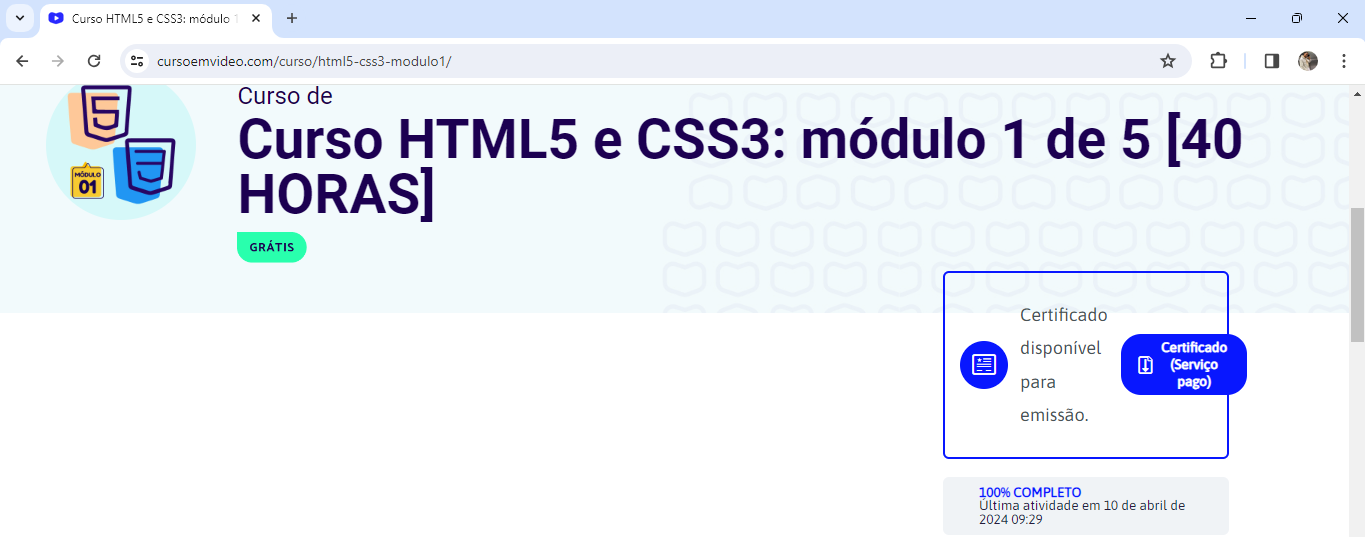 Curso HTML5 e CSS3: módulo 1
cursoemvideo.com/curso/html5-css3-modulo1/
MÓDULO
01
Curso de
Curso HTML5 e CSS3: módulo 1 de 5 [40
HORAS]
GRÁTIS
Certificado
disponível
para
emissão.
Certificado
(Serviço
pago)
100% COMPLETO
Última atividade em 10 de abril de
2024 09:29